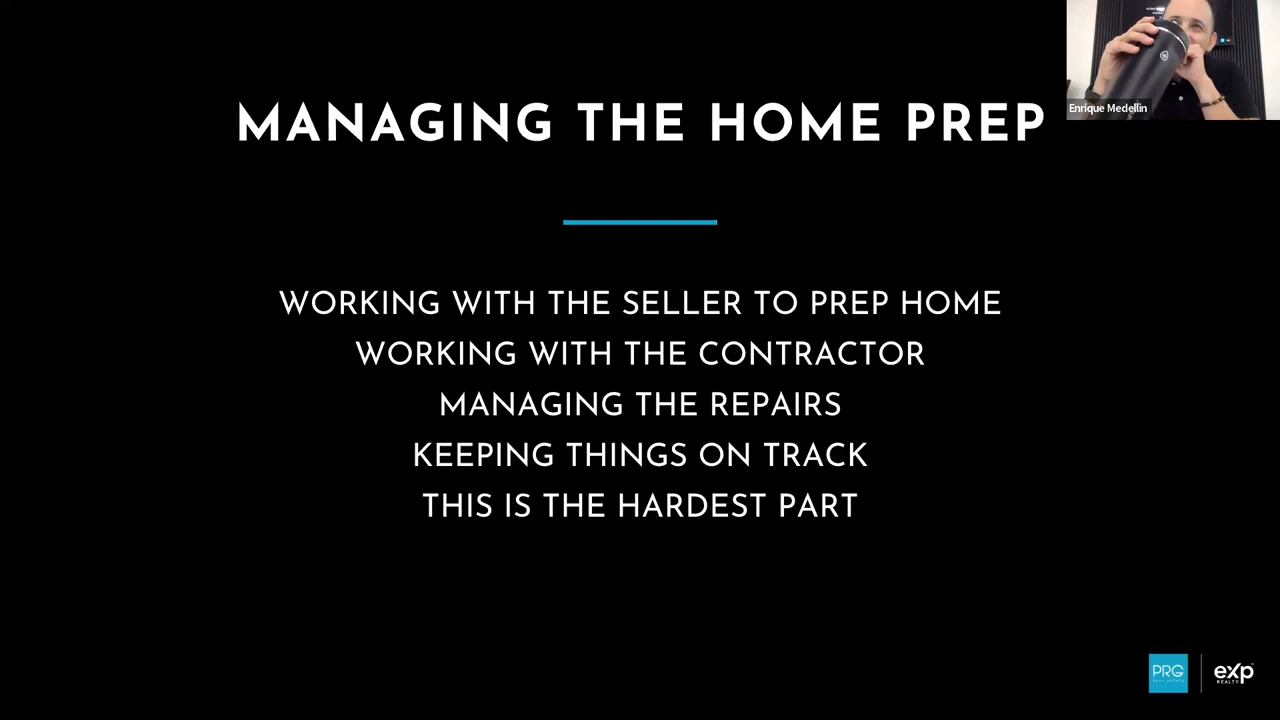 MANAGING THE HOME PREP
Enrique Medellin
WORKING WITH THE SELLER TO PREP HOME
WORKING WITH THE CONTRACTOR
MANAGING THE REPAIRS
KEEPING THINGS ON TRACK
THIS IS THE HARDEST PART
PRG
eXp
REALTY